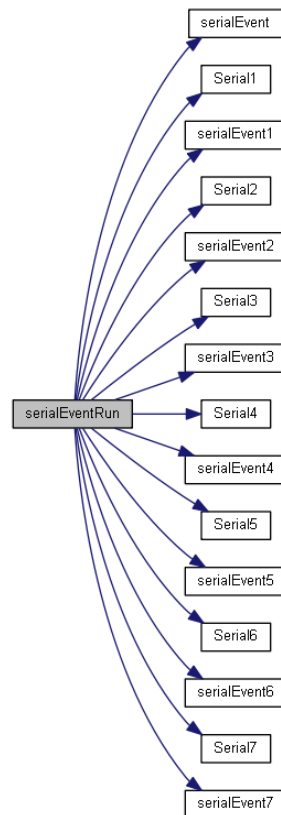 serialEvent
Serial1
serialEvent1
Serial2
serialEvent2
Serial3
serialEvent3
serialEventRun
Serial4
serialEvent4
Serial5
serialEvent5
Serial6
serialEvent6
Serial7
serialEvent7